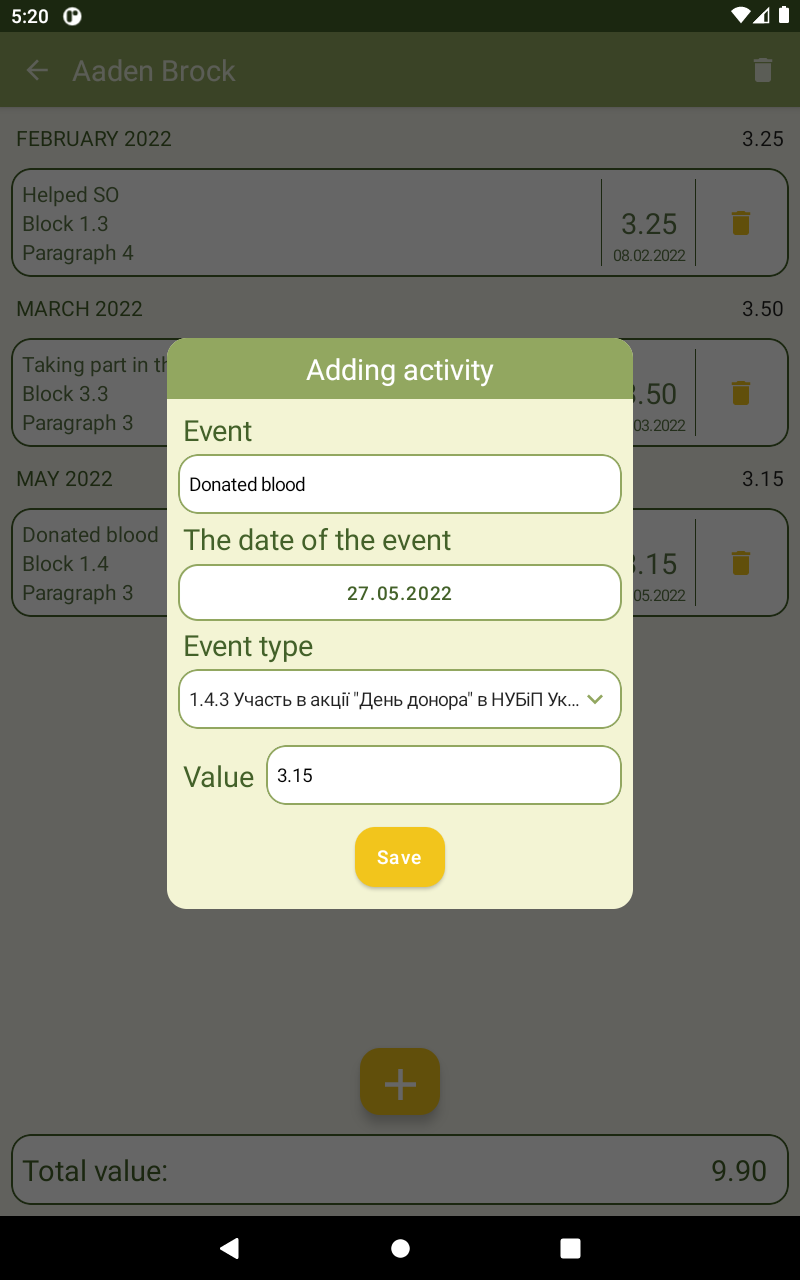 5:20
Aaden Brock
FEBRUARY 2022 3.25
Helped SO
Block 1.3
Paragraph 4
3.25
08.02.2022
MARCH 2022 3.50
Taking part in
Block 3.3
Paragraph 3
.50
03.2022
MAY 2022 3.15
Donated blood
Block 1.4
Paragraph 3
.15
05.2022
Adding activity
Event
Donated blood
The date of the event
27.05.2022
Event type
1.4.3 Участь в акції "День донора" в НУБіП Ук...
Value 3.15
Save
Total value: 9.90